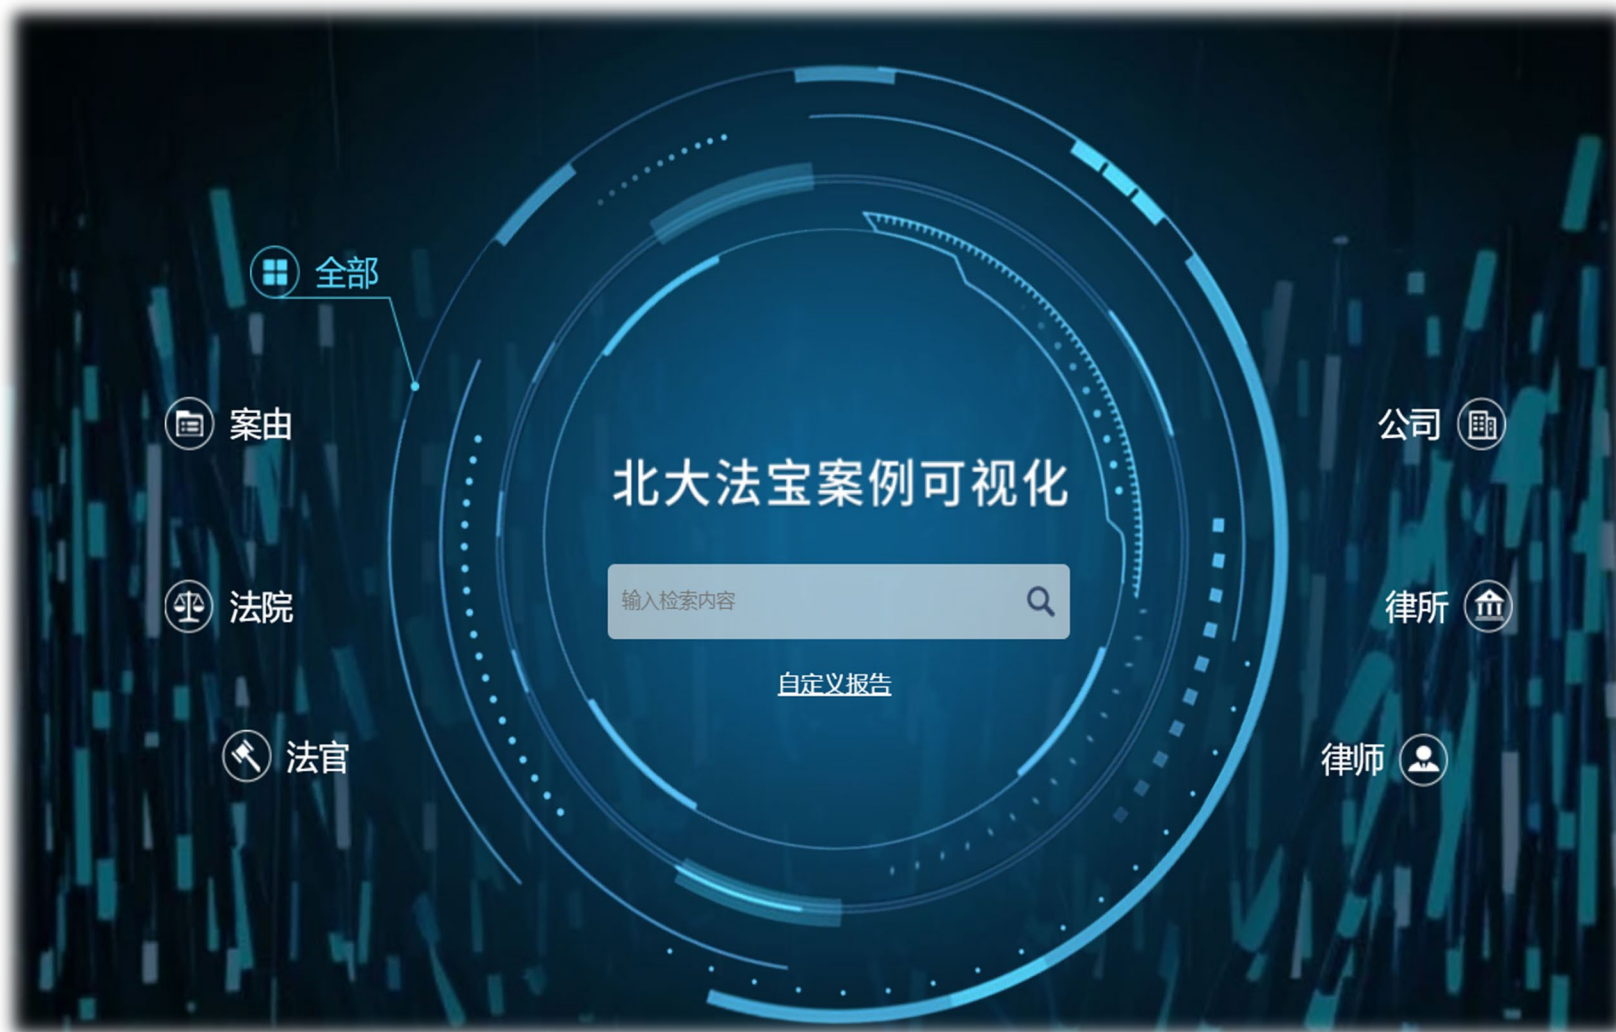 全部
案由
法院
法官
北大法宝案例可视化
输入检索内容
自定义报告
公司
律所
律师